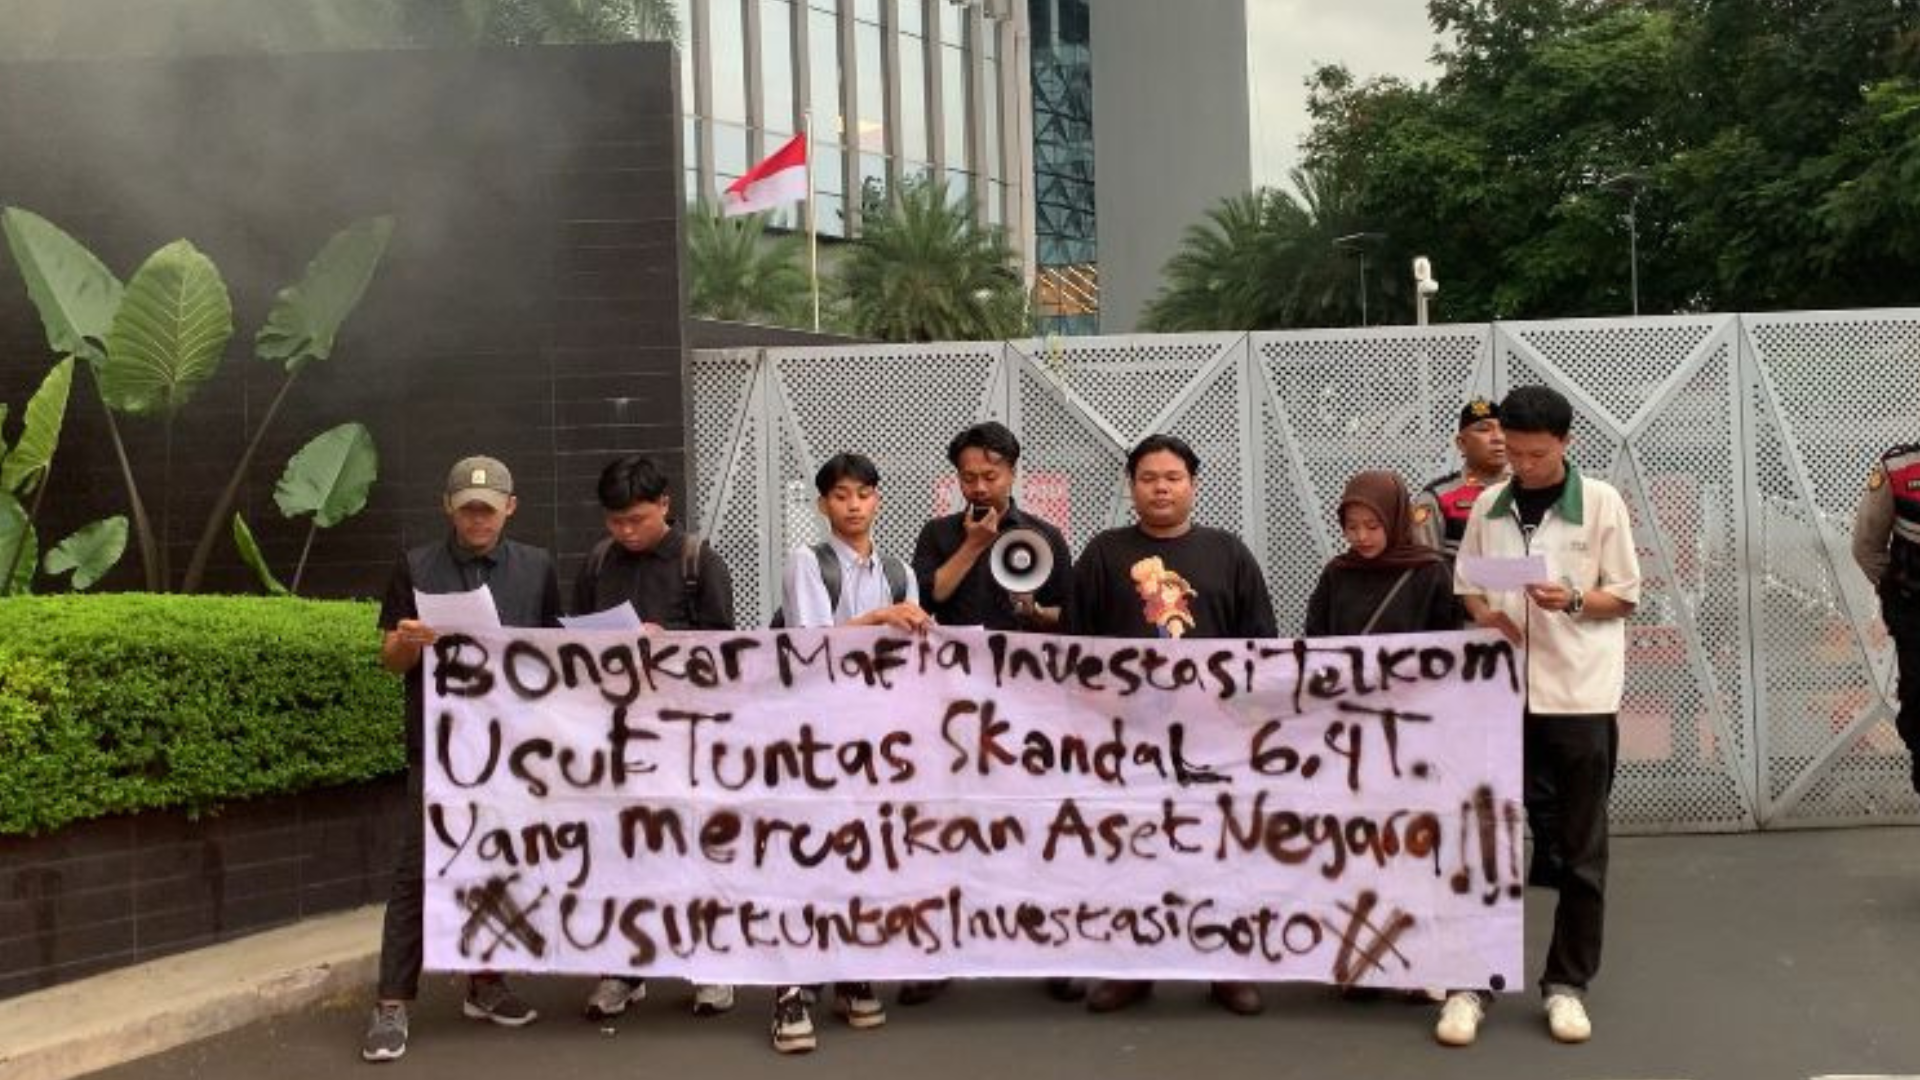 Bongkar Mafia Investasi Telkom
Usut Tuntas Skandal 6.4T.
Yang merugikan Aset Negara!!!
#UsuttuntasInvestasiGoto#